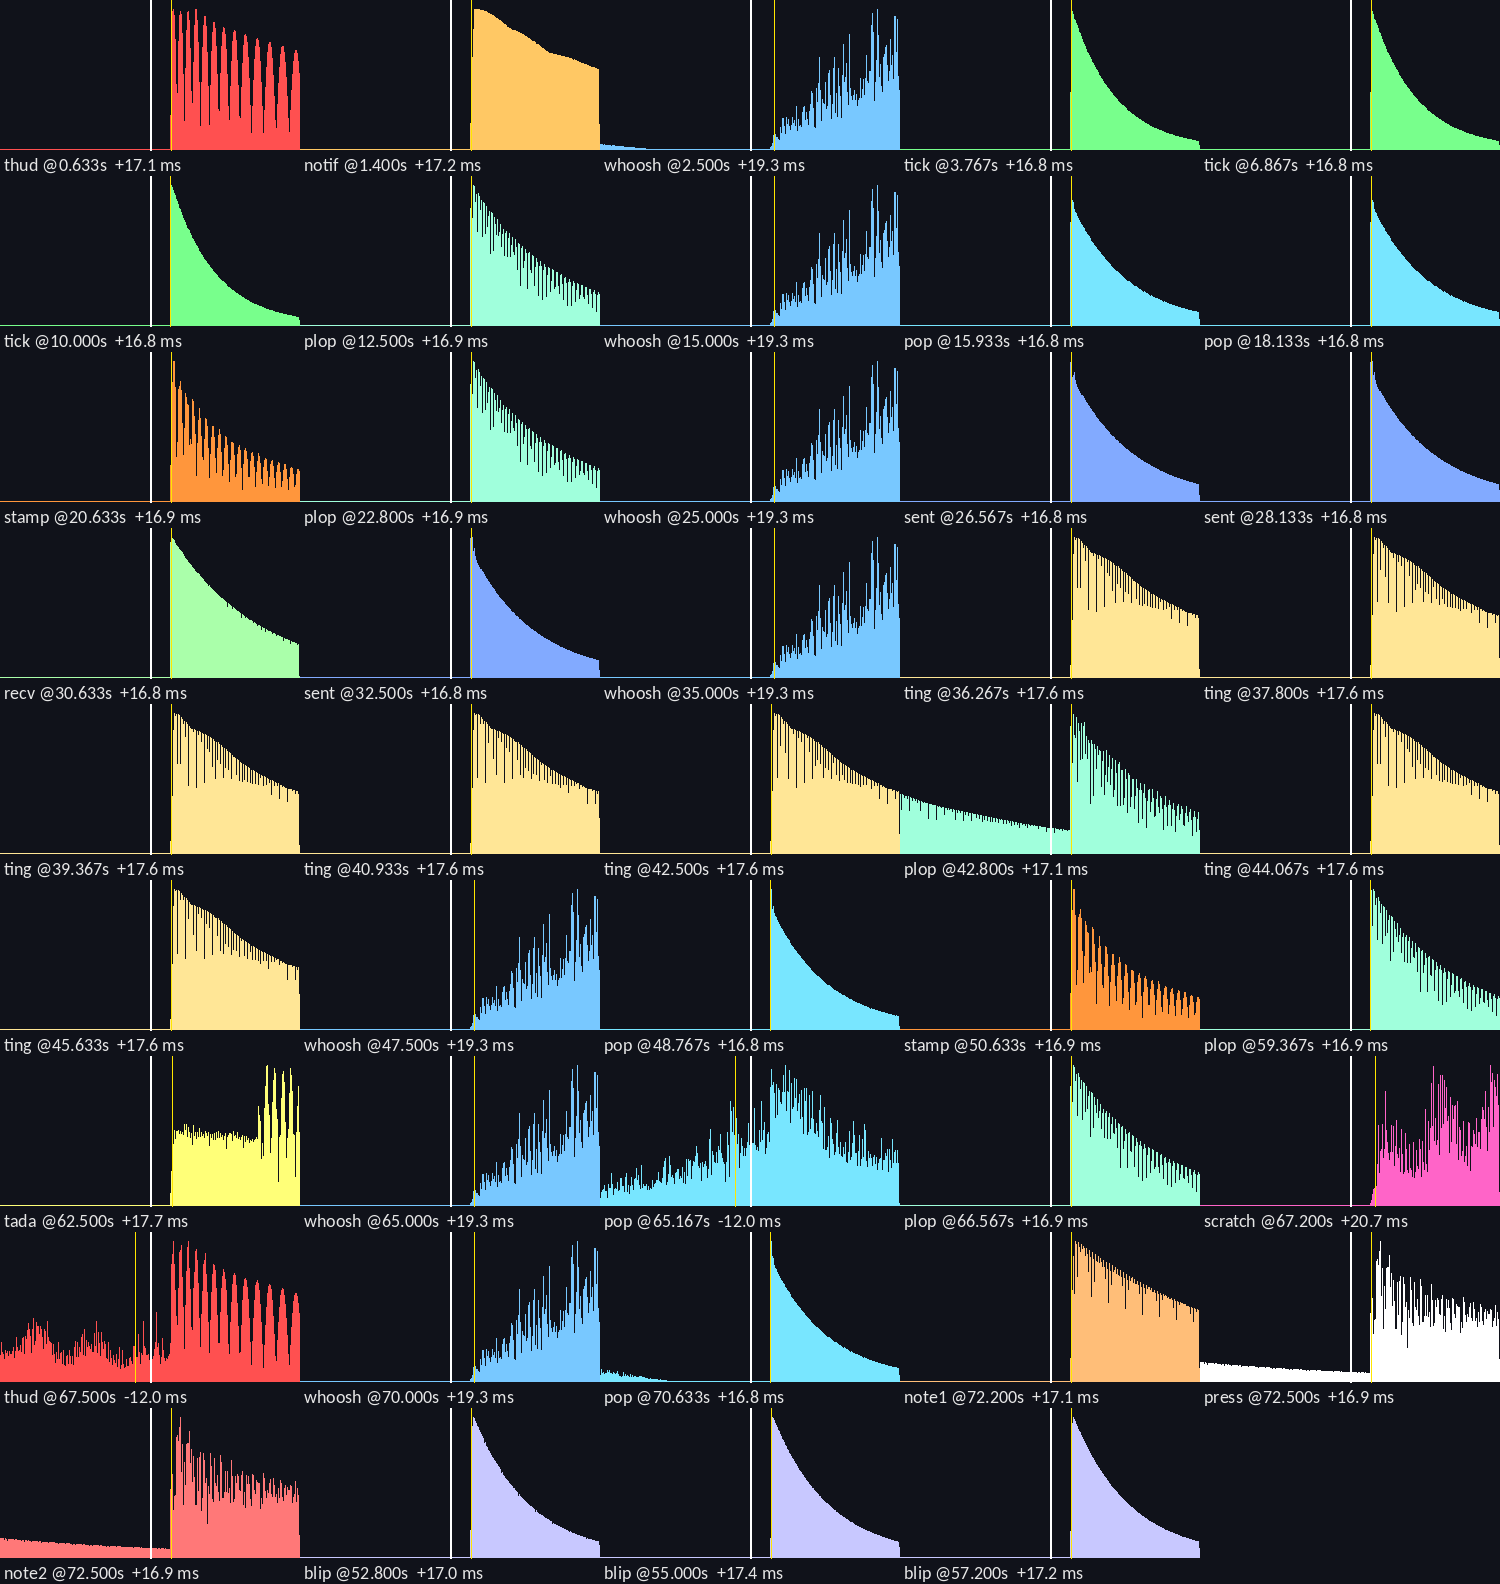 thud @0.633s +17.1 ms
notif @1.400s +17.2 ms
whoosh @2.500s +19.3 ms
tick @3.767s +16.8 ms
tick @6.867s +16.8 ms
tick @10.000s +16.8 ms
plop @12.500s +16.9 ms
whoosh @15.000s +19.3 ms
pop @15.933s +16.8 ms
pop @18.133s +16.8 ms
stamp @20.633s +16.9 ms
plop @22.800s +16.9 ms
whoosh @25.000s +19.3 ms
sent @26.567s +16.8 ms
sent @28.133s +16.8 ms
recv @30.633s +16.8 ms
sent @32.500s +16.8 ms
whoosh @35.000s +19.3 ms
ting @36.267s +17.6 ms
ting @37.800s +17.6 ms
ting @39.367s +17.6 ms
ting @40.933s +17.6 ms
ting @42.500s +17.6 ms
plop @42.800s +17.1 ms
ting @44.067s +17.6 ms
ting @45.633s +17.6 ms
whoosh @47.500s +19.3 ms
pop @48.767s +16.8 ms
stamp @50.633s +16.9 ms
plop @59.367s +16.9 ms
tada @62.500s +17.7 ms
whoosh @65.000s +19.3 ms
pop @65.167s -12.0 ms
plop @66.567s +16.9 ms
scratch @67.200s +20.7 ms
thud @67.500s -12.0 ms
whoosh @70.000s +19.3 ms
pop @70.633s +16.8 ms
note1 @72.200s +17.1 ms
press @72.500s +16.9 ms
note2 @72.500s +16.9 ms
blip @52.800s +17.0 ms
blip @55.000s +17.4 ms
blip @57.200s +17.2 ms